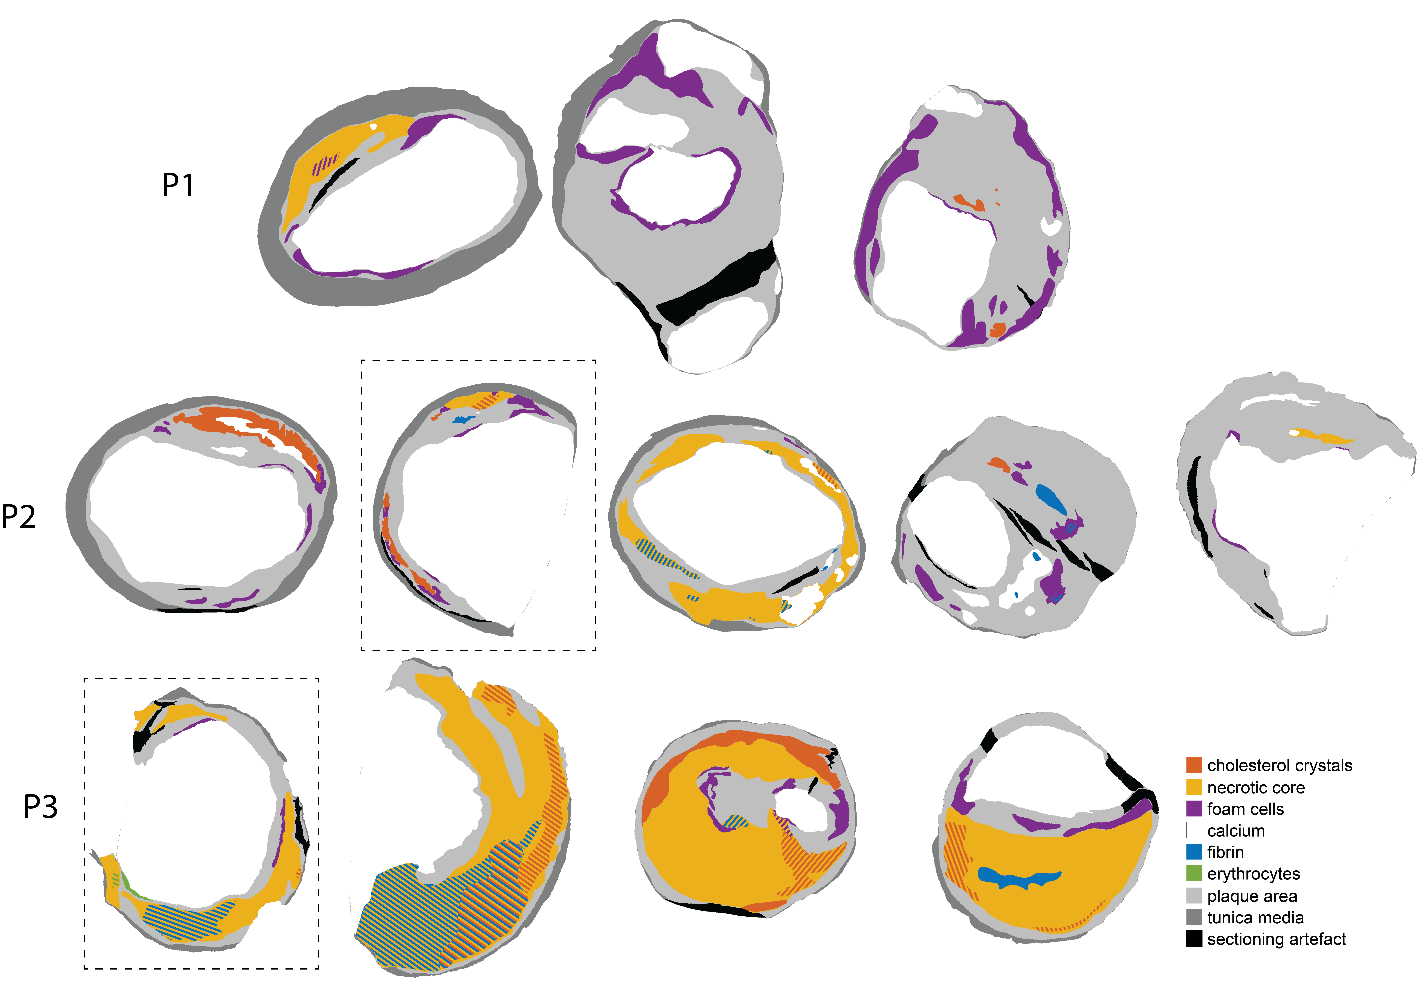 P1
P2
P3
cholesterol crystals
necrotic core
foam cells
calcium
fibrin
erythrocytes
plaque area
tunica media
sectioning artefact